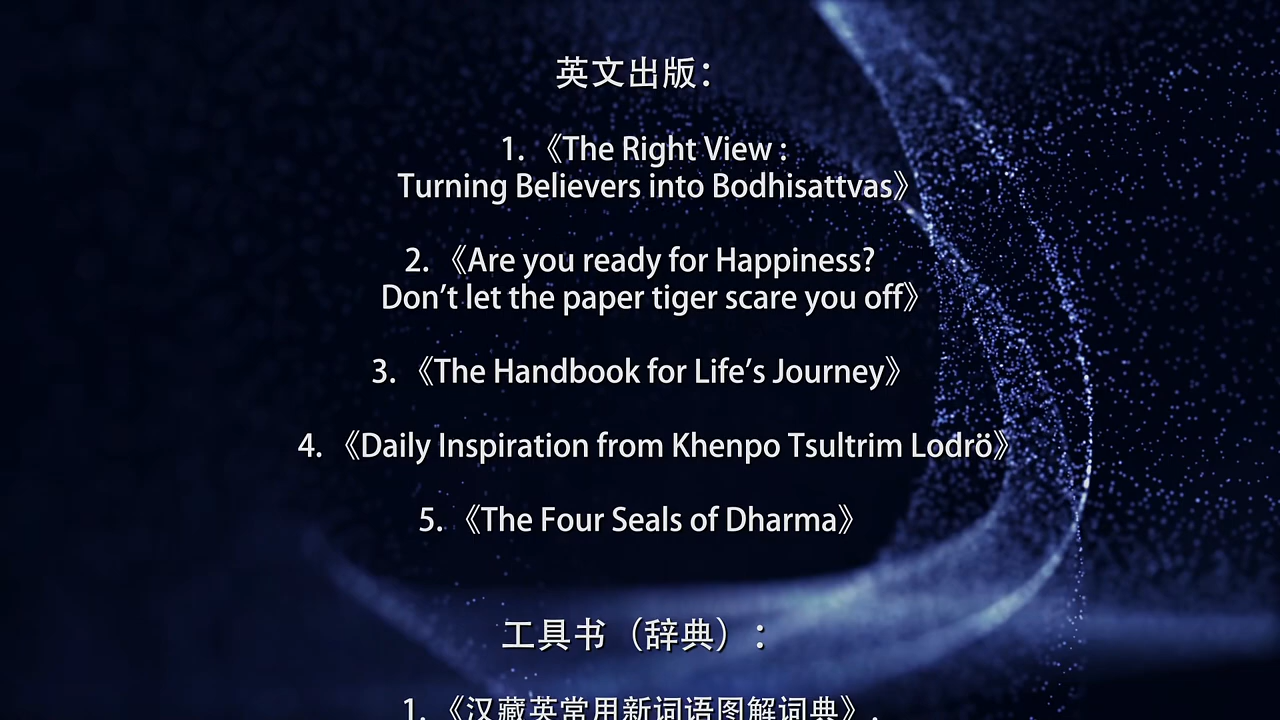 英文出版：
1. 《The Right View :
Turning Believers into Bodhisattvas》
2. 《Are you ready for Happiness?
Don’t let the paper tiger scare you off》
3. 《The Handbook for Life’s Journey》
4. 《Daily Inspiration from Khenpo Tsultrim Lodrö》
5. 《The Four Seals of Dharma》
工具书（辞典）：
1. 《汉藏英常用新词语图解词典》.